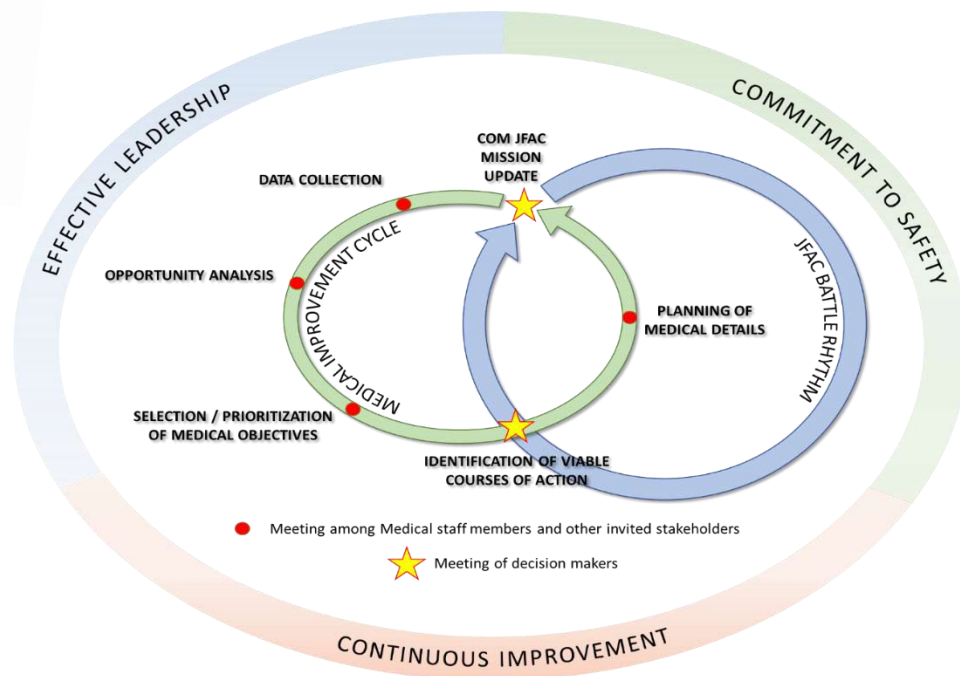 EFFECTIVE LEADERSHIP
COMMITMENT TO SAFETY
COM JFAC
MISSION
UPDATE
DATA COLLECTION
MEDICAL IMPROVEMENT CYCLE
JFAC BATTLE RHYTHM
OPPORTUNITY ANALYSIS
PLANNING OF
MEDICAL DETAILS
SELECTION / PRIORITIZATION
OF MEDICAL OBJECTIVES
IDENTIFICATION OF VIABLE
COURSES OF ACTION
Meeting among Medical staff members and other invited stakeholders
Meeting of decision makers
CONTINUOUS IMPROVEMENT